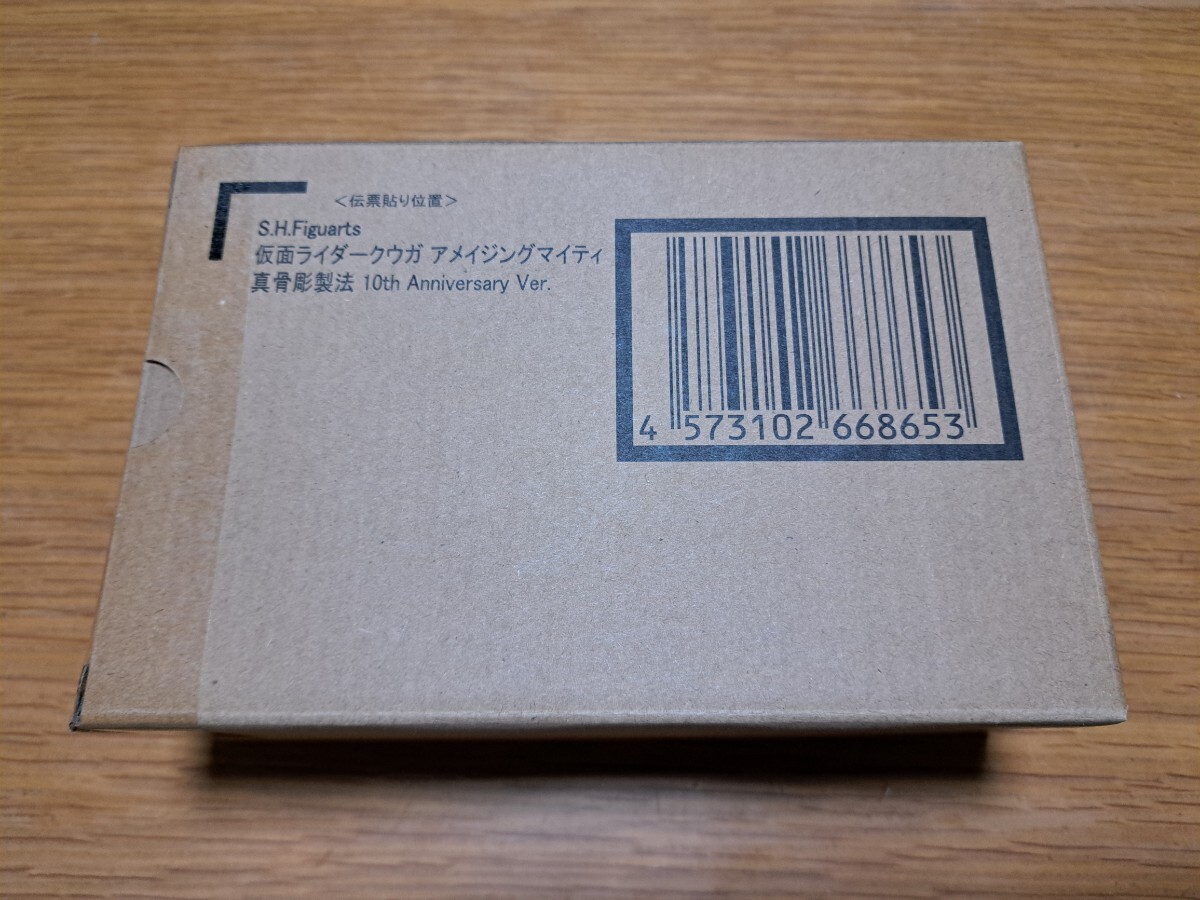 ＜伝票貼り位置＞
S.H.Figuarts
仮面ライダークウガ アメイジングマイティ
真骨彫製法 10th Anniversary Ver.
4 573102 668653